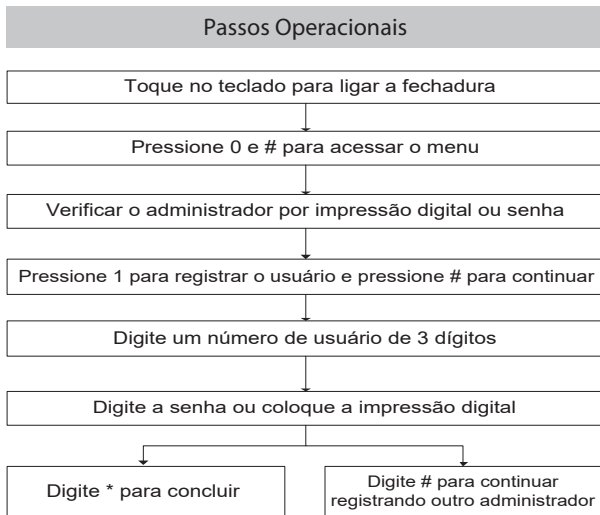 Passos Operacionais
Toque no teclado para ligar a fechadura
Pressione 0 e # para acessar o menu
Verificar o administrador por impressão digital ou senha
Pressione 1 para registrar o usuário e pressione # para continuar
Digite um número de usuário de 3 dígitos
Digite a senha ou coloque a impressão digital
Digite * para concluir
Digite # para continuar
registrando outro administrador